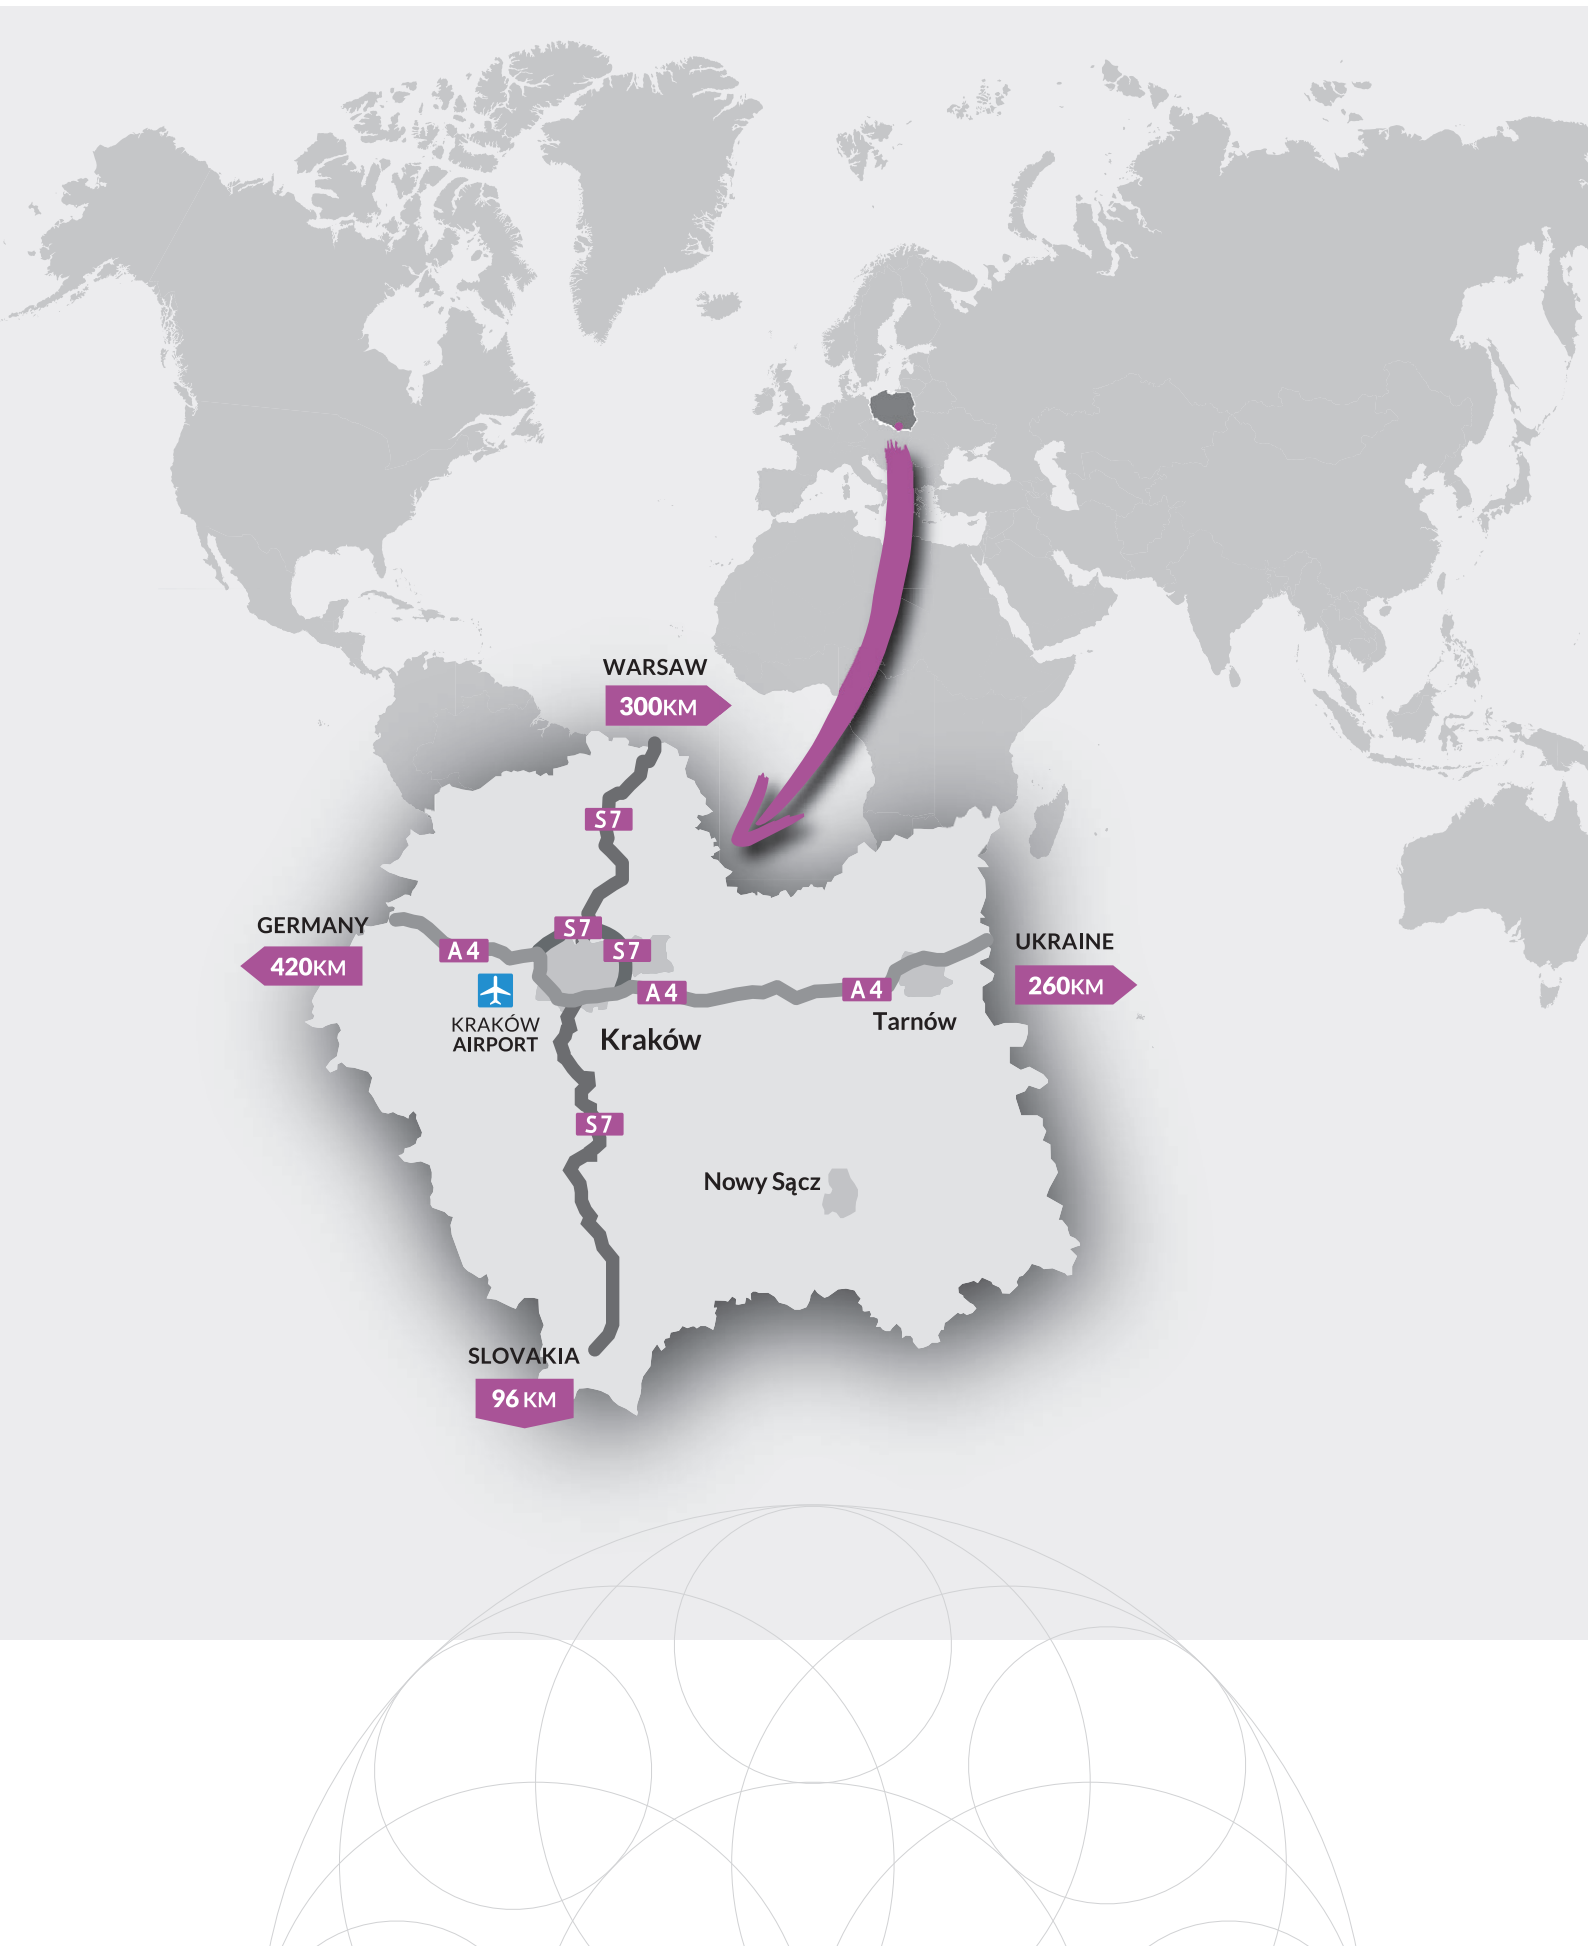 WARSAW
300KM
S7
S7
S7
GERMANY
420KM
A4
UKRAINE
260KM
A4
A4
KRAKÓW
AIRPORT
Kraków
Tarnów
S7
Nowy Sącz
SLOVAKIA
96 KM